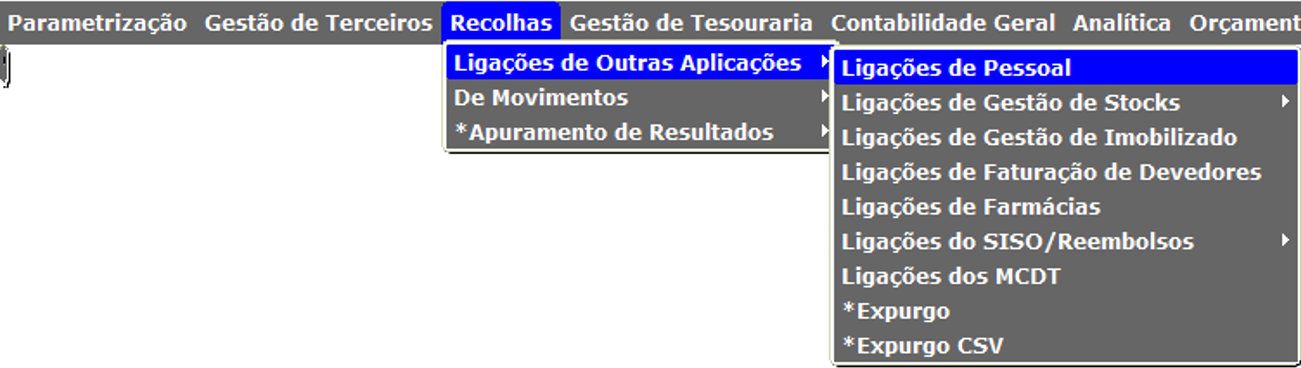 Parametrização Gestão de Terceiros Recolhas Gestão de Tesouraria Contabilidade Geral Analítica Orçament
Ligações de Outras Aplicações
De Movimentos
*Apuramento de Resultados
Ligações de Pessoal
Ligações de Gestão de Stocks
Ligações de Gestão de Imobilizado
Ligações de Faturação de Devedores
Ligações de Farmácias
Ligações do SISO/Reembolsos
Ligações dos MCDT
*Expurgo
*Expurgo CSV